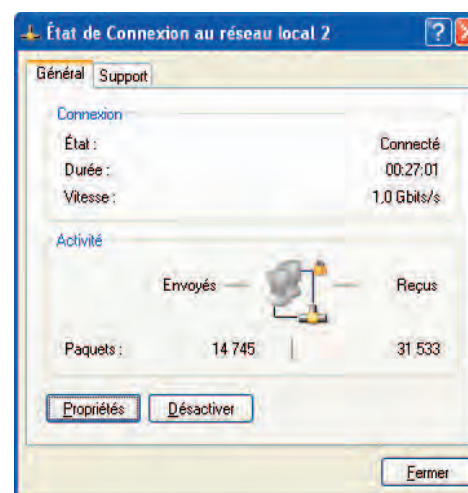 État de Connexion au réseau local 2
Général Support
Connexion
État : Connecté
Durée : 00:27:01
Vitesse : 1,0 Gbits/s
Activité
Envoyés Reçus
Paquets : 14 745 31 533
Propriétés Désactiver
Fermer